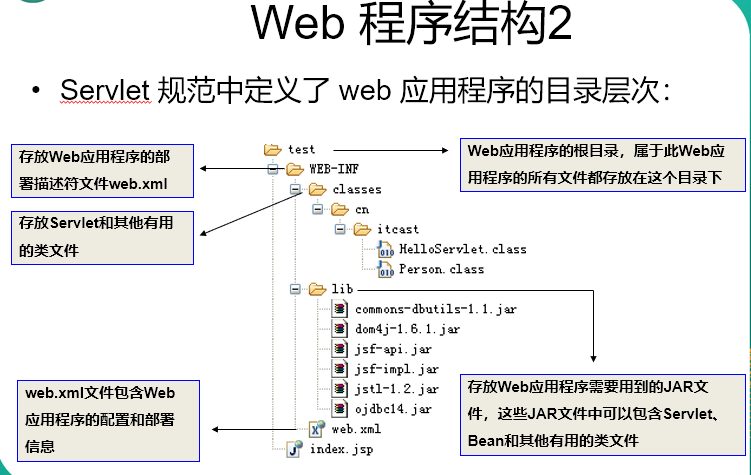 Web 程序结构2
• Servlet 规范中定义了 web 应用程序的目录层次：
存放Web应用程序的部
署描述符文件web.xml
存放Servlet和其他有用
的类文件
web.xml文件包含Web
应用程序的配置和部署
信息
test
WEB-INF
classes
cn
itcast
HelloServlet.class
Person.class
lib
commons-dbutils-1.1.jar
dom4j-1.6.1.jar
jsf-api.jar
jsf-impl.jar
jstl-1.2.jar
ojdbc14.jar
web.xml
index.jsp
Web应用程序的根目录，属于此Web应
用程序的所有文件都存放在这个目录下
存放Web应用程序需要用到的JAR文
件，这些JAR文件中可以包含Servlet、
Bean和其他有用的类文件